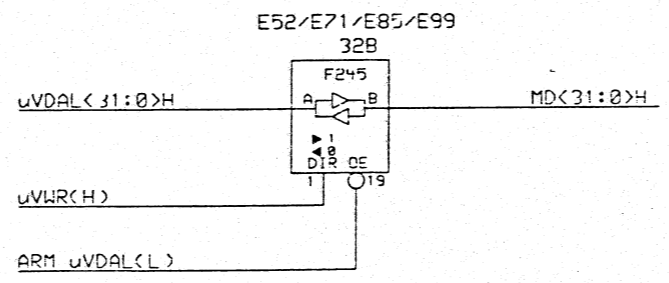 E52/E71/E85/E99
32B
F245
uVDAL<31:0>H
A
B
MD<31:0>H
1
0
DIR OE
1
19
uVWR(H)
ARM uVDAL(L)